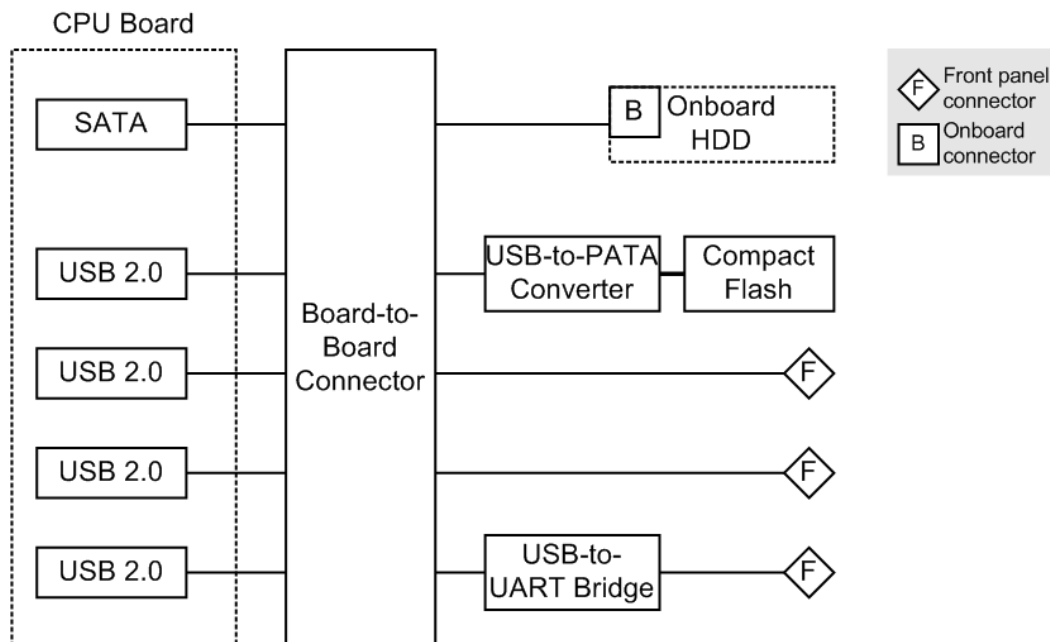 CPU Board
SATA
B
Onboard
HDD
F
Front panel
connector
B
Onboard
connector
USB 2.0
USB-to-PATA
Converter
Compact
Flash
Board-to-
Board
Connector
USB 2.0
F
USB 2.0
F
USB 2.0
USB-to-
UART Bridge
F